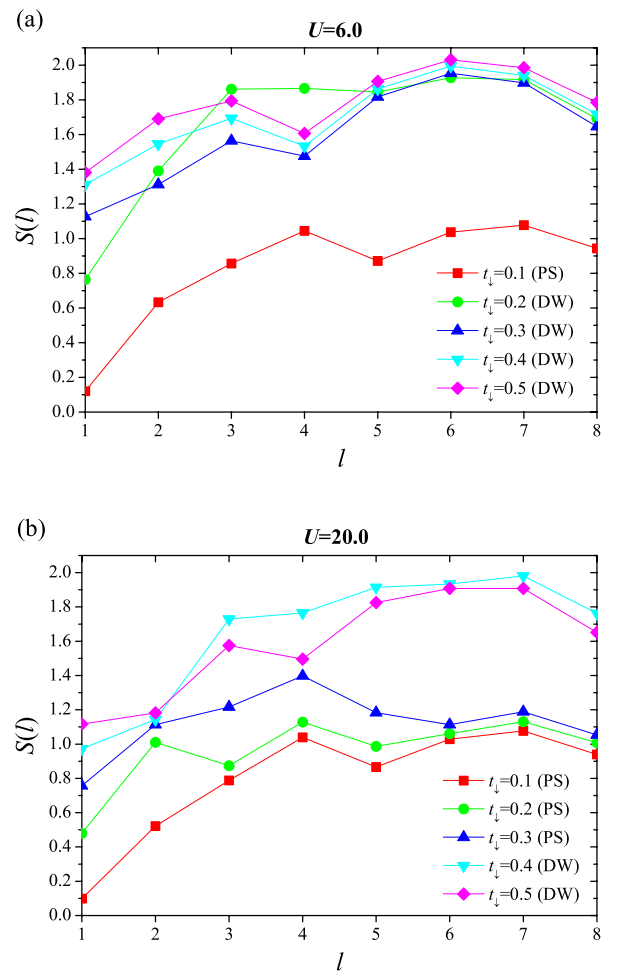 (a)
U=6.0
2.0
1.8
1.6
1.4
1.2
1.0
0.8
0.6
0.4
0.2
0.0
S(l)
t↓=0.1 (PS)
t↓=0.2 (DW)
t↓=0.3 (DW)
t↓=0.4 (DW)
t↓=0.5 (DW)
1 2 3 4 5 6 7 8
l
(b)
U=20.0
2.0
1.8
1.6
1.4
1.2
1.0
0.8
0.6
0.4
0.2
0.0
S(l)
t↓=0.1 (PS)
t↓=0.2 (PS)
t↓=0.3 (PS)
t↓=0.4 (DW)
t↓=0.5 (DW)
1 2 3 4 5 6 7 8
l